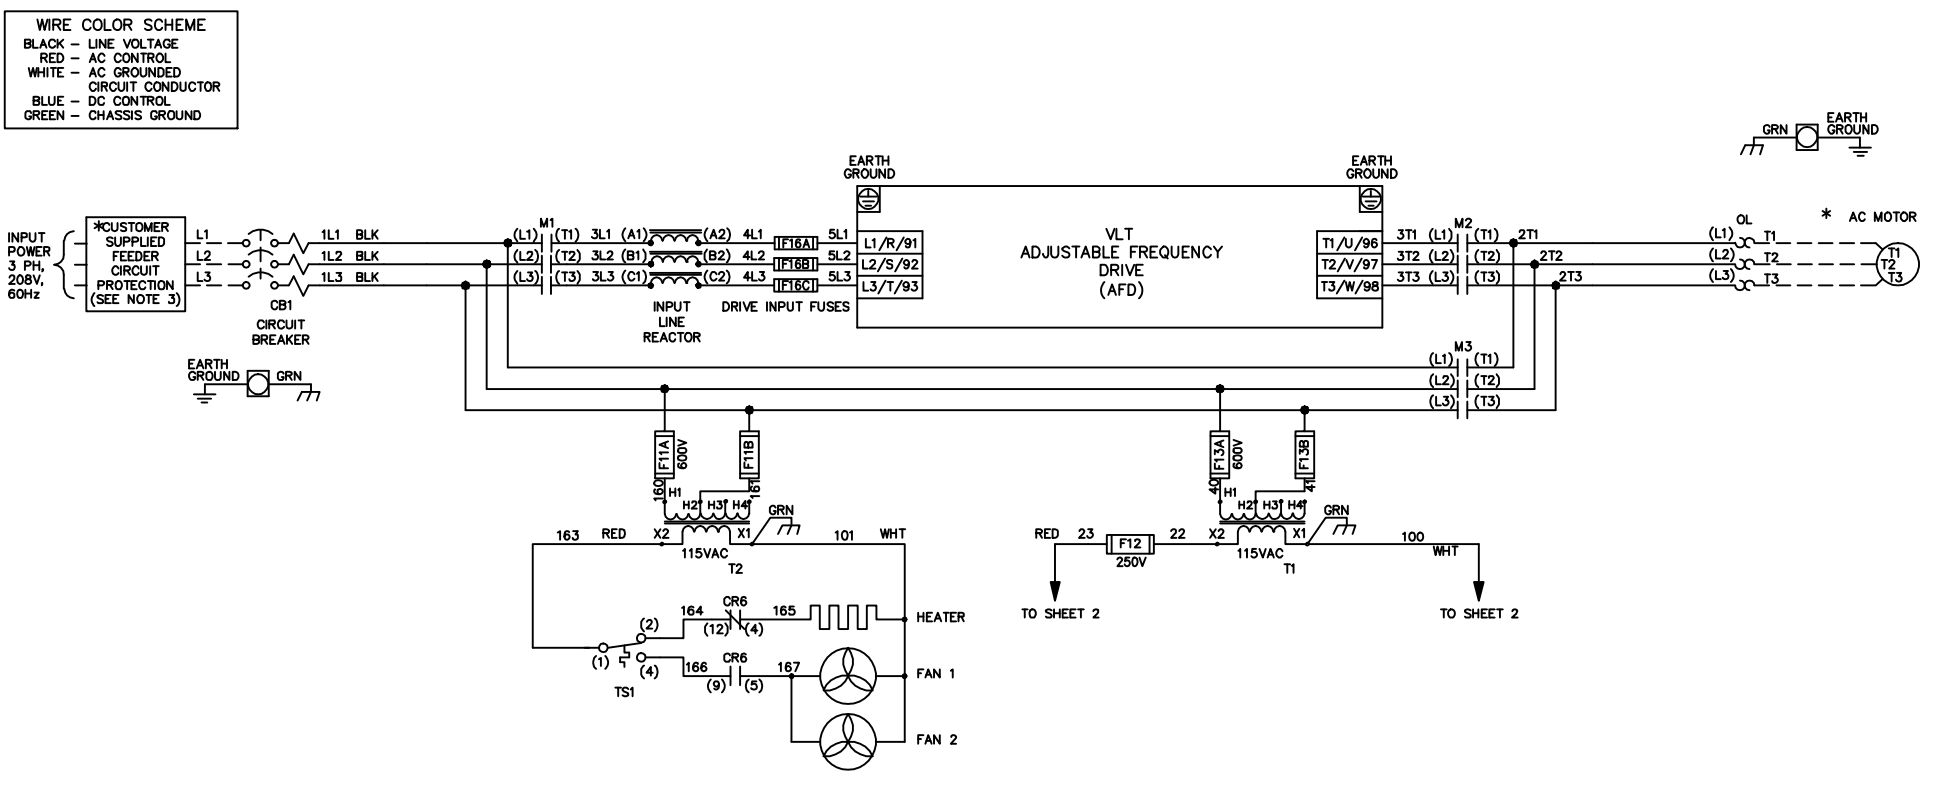 WIRE COLOR SCHEME
BLACK – LINE VOLTAGE
RED – AC CONTROL
WHITE – AC GROUNDED
CIRCUIT CONDUCTOR
BLUE – DC CONTROL
GREEN – CHASSIS GROUND
INPUT
POWER
3 PH,
208V,
60Hz
*CUSTOMER
SUPPLIED
FEEDER
CIRCUIT
PROTECTION
(SEE NOTE 3)
L1
L2
L3
CB1
CIRCUIT
BREAKER
1L1 BLK
1L2 BLK
1L3 BLK
EARTH
GROUND
GRN
M1
(L1) (T1) 3L1 (A1) (A2) 4L1 F16A 5L1
(L2) (T2) 3L2 (B1) (B2) 4L2 F16B 5L2
(L3) (T3) 3L3 (C1) (C2) 4L3 F16C 5L3
INPUT
LINE
REACTOR
DRIVE INPUT FUSES
EARTH
GROUND
L1/R/91
L2/S/92
L3/T/93
VLT
ADJUSTABLE FREQUENCY
DRIVE
(AFD)
EARTH
GROUND
T1/U/96
T2/V/97
T3/W/98
M2
3T1 (L1) (T1) 2T1
3T2 (L2) (T2) 2T2
3T3 (L3) (T3) 2T3
M3
(L1) (T1)
(L2) (T2)
(L3) (T3)
GRN
EARTH
GROUND
OL
(L1) T1
(L2) T2
(L3) T3
* AC MOTOR
T1
T2
T3
F11A
600V
F11B
160
161
H1
H2 H3 H4
GRN
163 RED X2
X1
101 WHT
115VAC
T2
F13A
600V
F13B
40
41
H1
H2 H3 H4
GRN
RED 23 F12 22 X2
250V
X1
100
WHT
115VAC
T1
TO SHEET 2
TO SHEET 2
CR6
164 165
(12) (4)
HEATER
(2)
(1)
(4)
TS1
CR6
166 167
(9) (5)
FAN 1
FAN 2